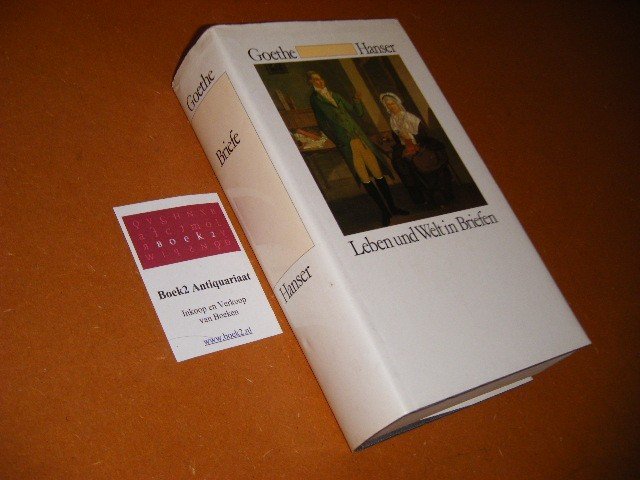 Goethe
Hanser
Leben und Welt in Briefen
Goethe
Briefe
Hanser
BOEK2
Boek2 Antiquariaat
Inkoop en Verkoop
van Boeken
www.boek2.nl